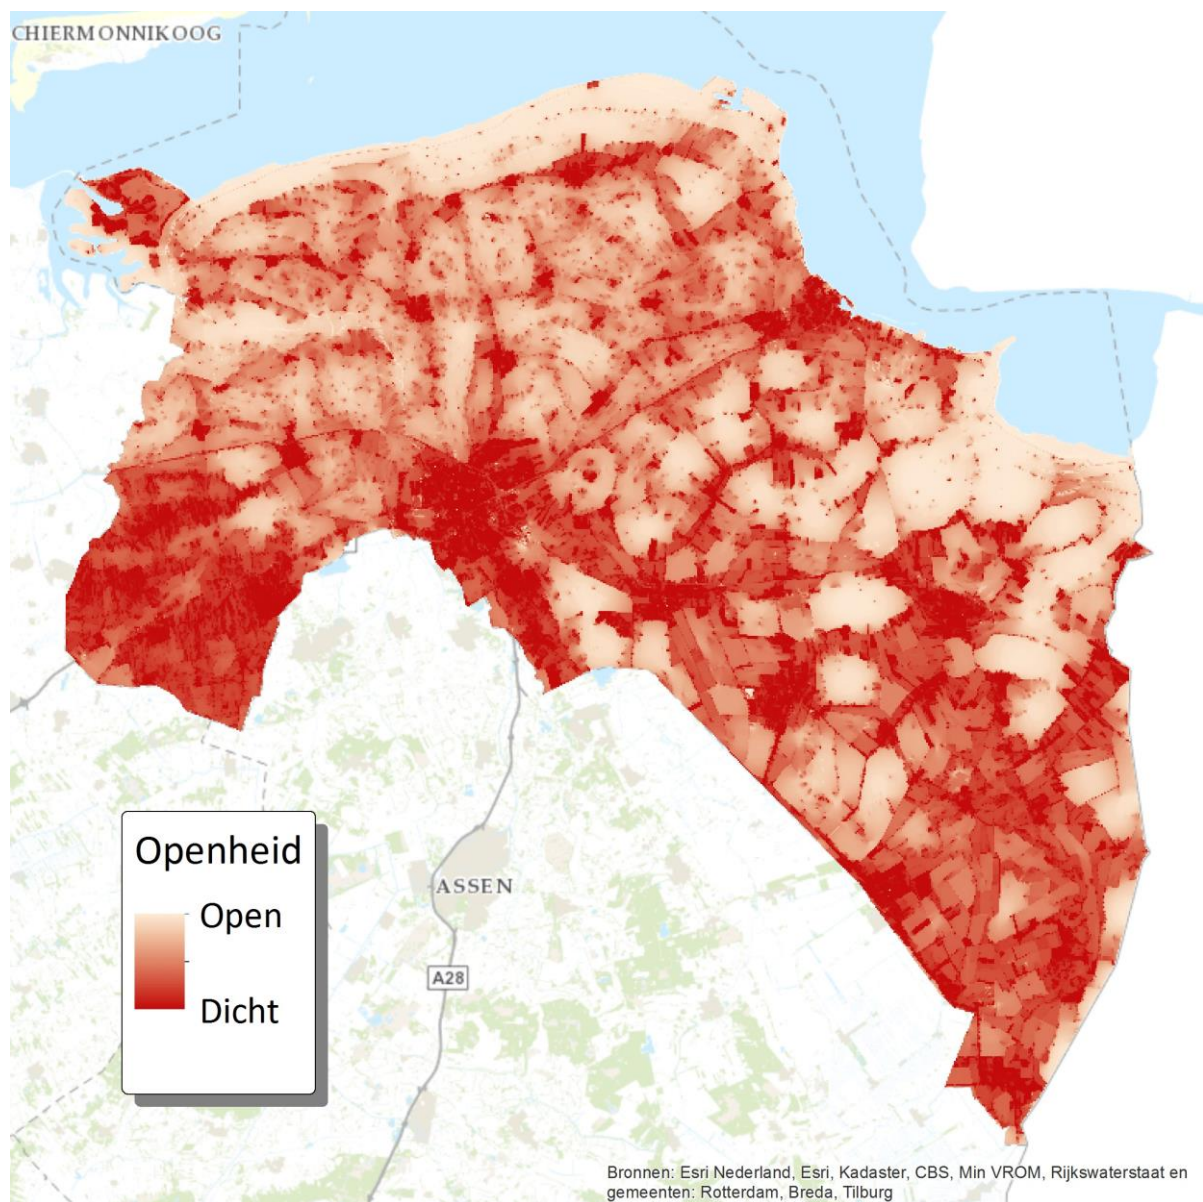 CHIERMONNIKOOG
Openheid
Open
Dicht
ASSEN
A28
Bronnen: Esri Nederland, Esri, Kadaster, CBS, Min VROM, Rijkswaterstaat en
gemeenten: Rotterdam, Breda, Tilburg